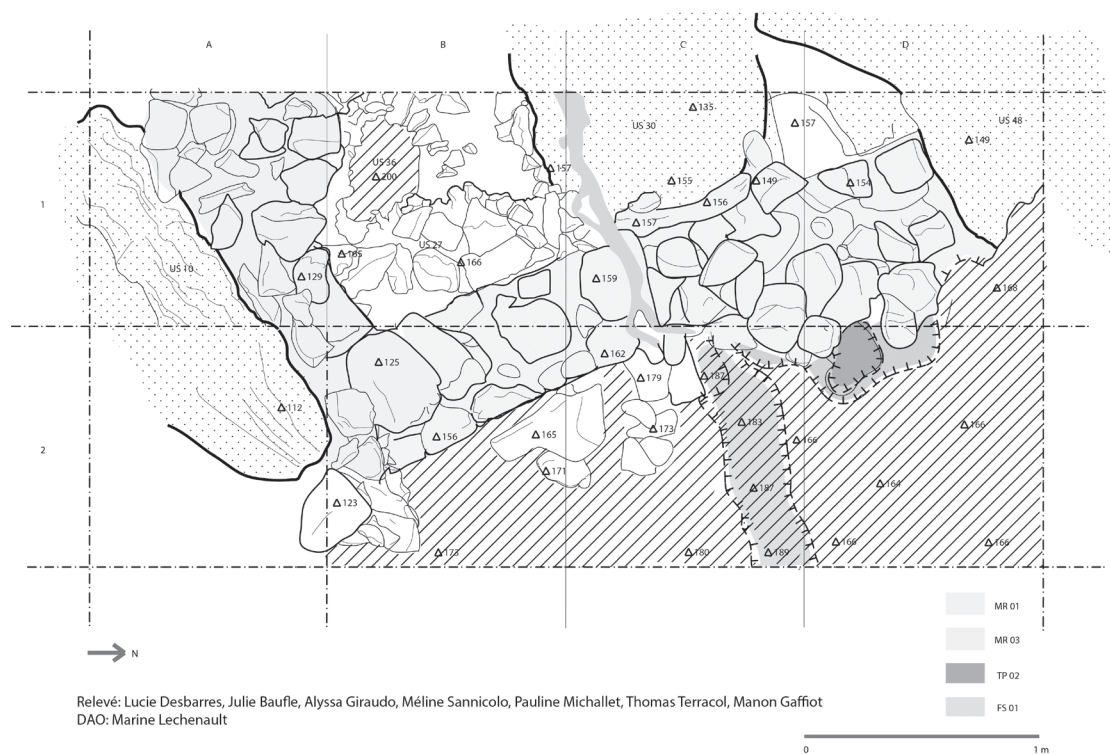 A B C D
135
US 30
157
US 48
149
US 36
200
157
155
149
154
156
1
157
US 27
165
166
US 10
129
159
168
162
125
179
187
112
156
165
173
183
166
166
2
171
187
164
123
173
180
189
166
166
MR 01
MR 03
TP 02
FS 01
N
Relevé: Lucie Desbarres, Julie Baufle, Alyssa Giraudo, Méline Sannicolo, Pauline Michallet, Thomas Terracol, Manon Gaffiot
DAO: Marine Lechenault
0 1 m